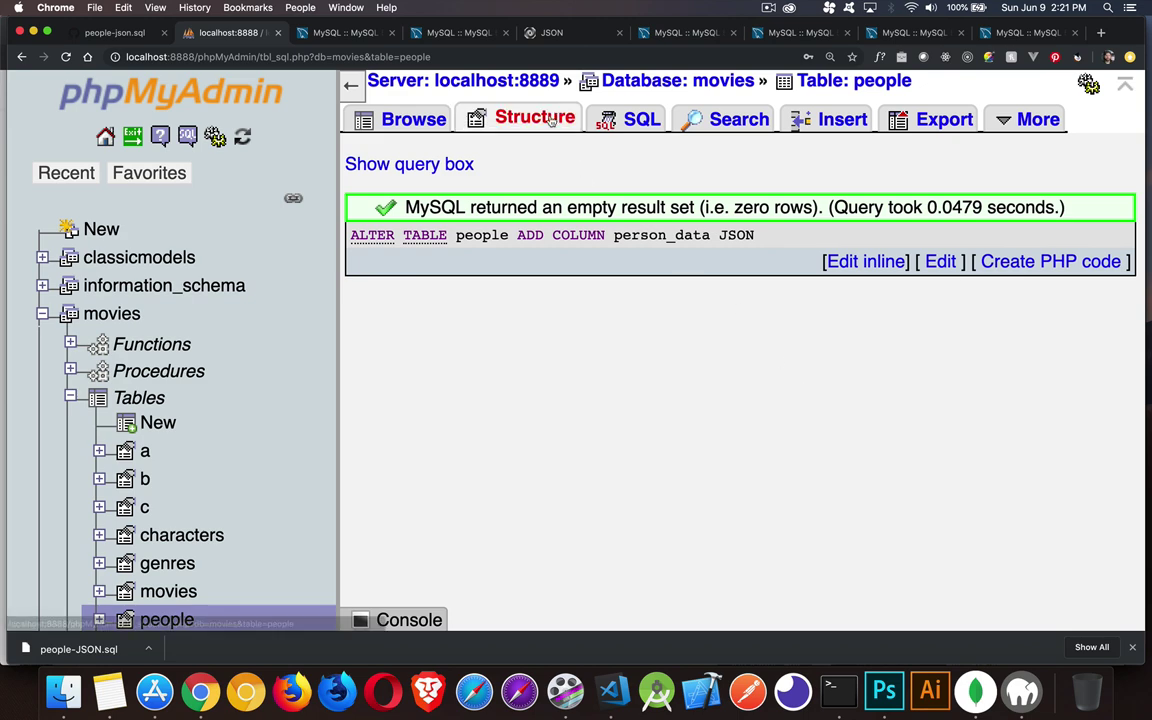 Chrome File Edit View History Bookmarks People Window Help 100% Sun Jun 9 2:21 PM
people-json.sql localhost:8888 / l MySQL :: MySQL MySQL :: MySQL JSON MySQL :: MySQL MySQL :: MySQL MySQL :: MySQL MySQL :: MySQL
localhost:8888/phpMyAdmin/tbl_sql.php?db=movies&table=people
phpMyAdmin
Recent Favorites
New
classicmodels
information_schema
movies
Functions
Procedures
Tables
New
a
b
c
characters
genres
movies
people
Server: localhost:8889 » Database: movies » Table: people
Browse Structure SQL Search Insert Export More
Show query box
MySQL returned an empty result set (i.e. zero rows). (Query took 0.0479 seconds.)
ALTER TABLE people ADD COLUMN person_data JSON
[Edit inline] [ Edit ] [ Create PHP code ]
Console
people-JSON.sql Show All
Ps Ai